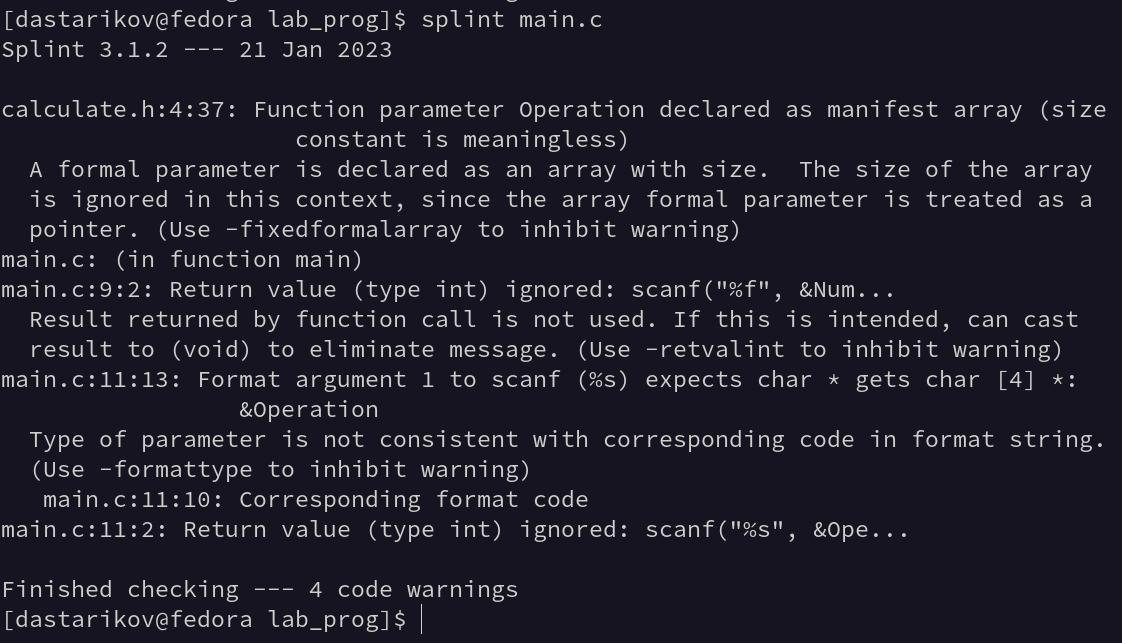 [dastarikov@fedora lab_prog]$ splint main.c
Splint 3.1.2 --- 21 Jan 2023
calculate.h:4:37: Function parameter Operation declared as manifest array (size
constant is meaningless)
A formal parameter is declared as an array with size.  The size of the array
is ignored in this context, since the array formal parameter is treated as a
pointer. (Use -fixedformalarray to inhibit warning)
main.c: (in function main)
main.c:9:2: Return value (type int) ignored: scanf("%f", &Num...
Result returned by function call is not used. If this is intended, can cast
result to (void) to eliminate message. (Use -retvalint to inhibit warning)
main.c:11:13: Format argument 1 to scanf (%s) expects char * gets char [4] *:
&Operation
Type of parameter is not consistent with corresponding code in format string.
(Use -formattype to inhibit warning)
main.c:11:10: Corresponding format code
main.c:11:2: Return value (type int) ignored: scanf("%s", &Ope...
Finished checking --- 4 code warnings
[dastarikov@fedora lab_prog]$